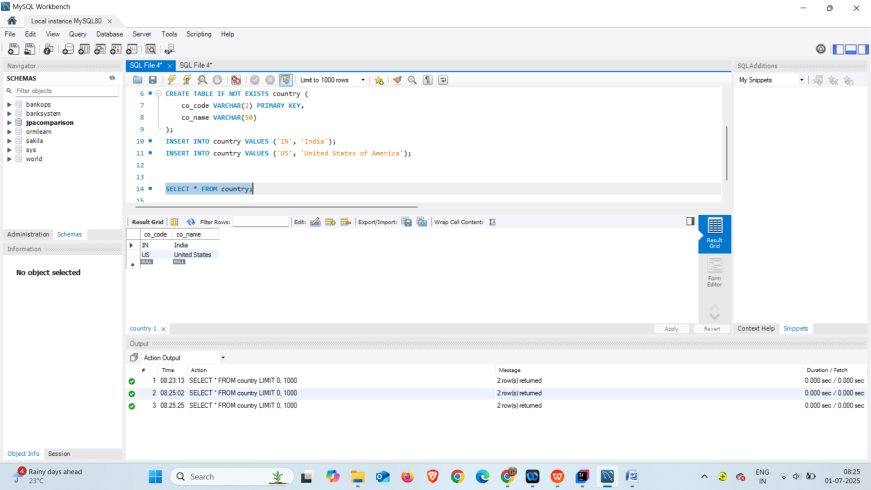 MySQL Workbench
Local instance MySQL80
File Edit View Query Database Server Tools Scripting Help
Navigator
SCHEMAS
Filter objects
bankops
banksystem
jpacomparison
ormlearn
sakila
sys
world
Administration Schemas
Information
No object selected
Object Info Session
SQL File 4* SQL File 4*
Limit to 1000 rows
6 CREATE TABLE IF NOT EXISTS country (
7 co_code VARCHAR(2) PRIMARY KEY,
8 co_name VARCHAR(50)
9 );
10 INSERT INTO country VALUES ('IN', 'India');
11 INSERT INTO country VALUES ('US', 'United States of America');
12
13
14 SELECT * FROM country;
15
Result Grid Filter Rows: Edit: Export/Import: Wrap Cell Content:
co_code co_name
IN India
US United States
NULL NULL
Result Grid
Form Editor
country 1
Apply Revert
SQLAdditions
My Snippets
Context Help Snippets
Output
Action Output
# Time Action Message Duration / Fetch
1 08:23:13 SELECT * FROM country LIMIT 0, 1000 2 row(s) returned 0.000 sec / 0.000 sec
2 08:25:02 SELECT * FROM country LIMIT 0, 1000 2 row(s) returned 0.000 sec / 0.000 sec
3 08:25:25 SELECT * FROM country LIMIT 0, 1000 2 row(s) returned 0.000 sec / 0.000 sec
4
Rainy days ahead
23°C
Search
ENG
IN
08:25
01-07-2025